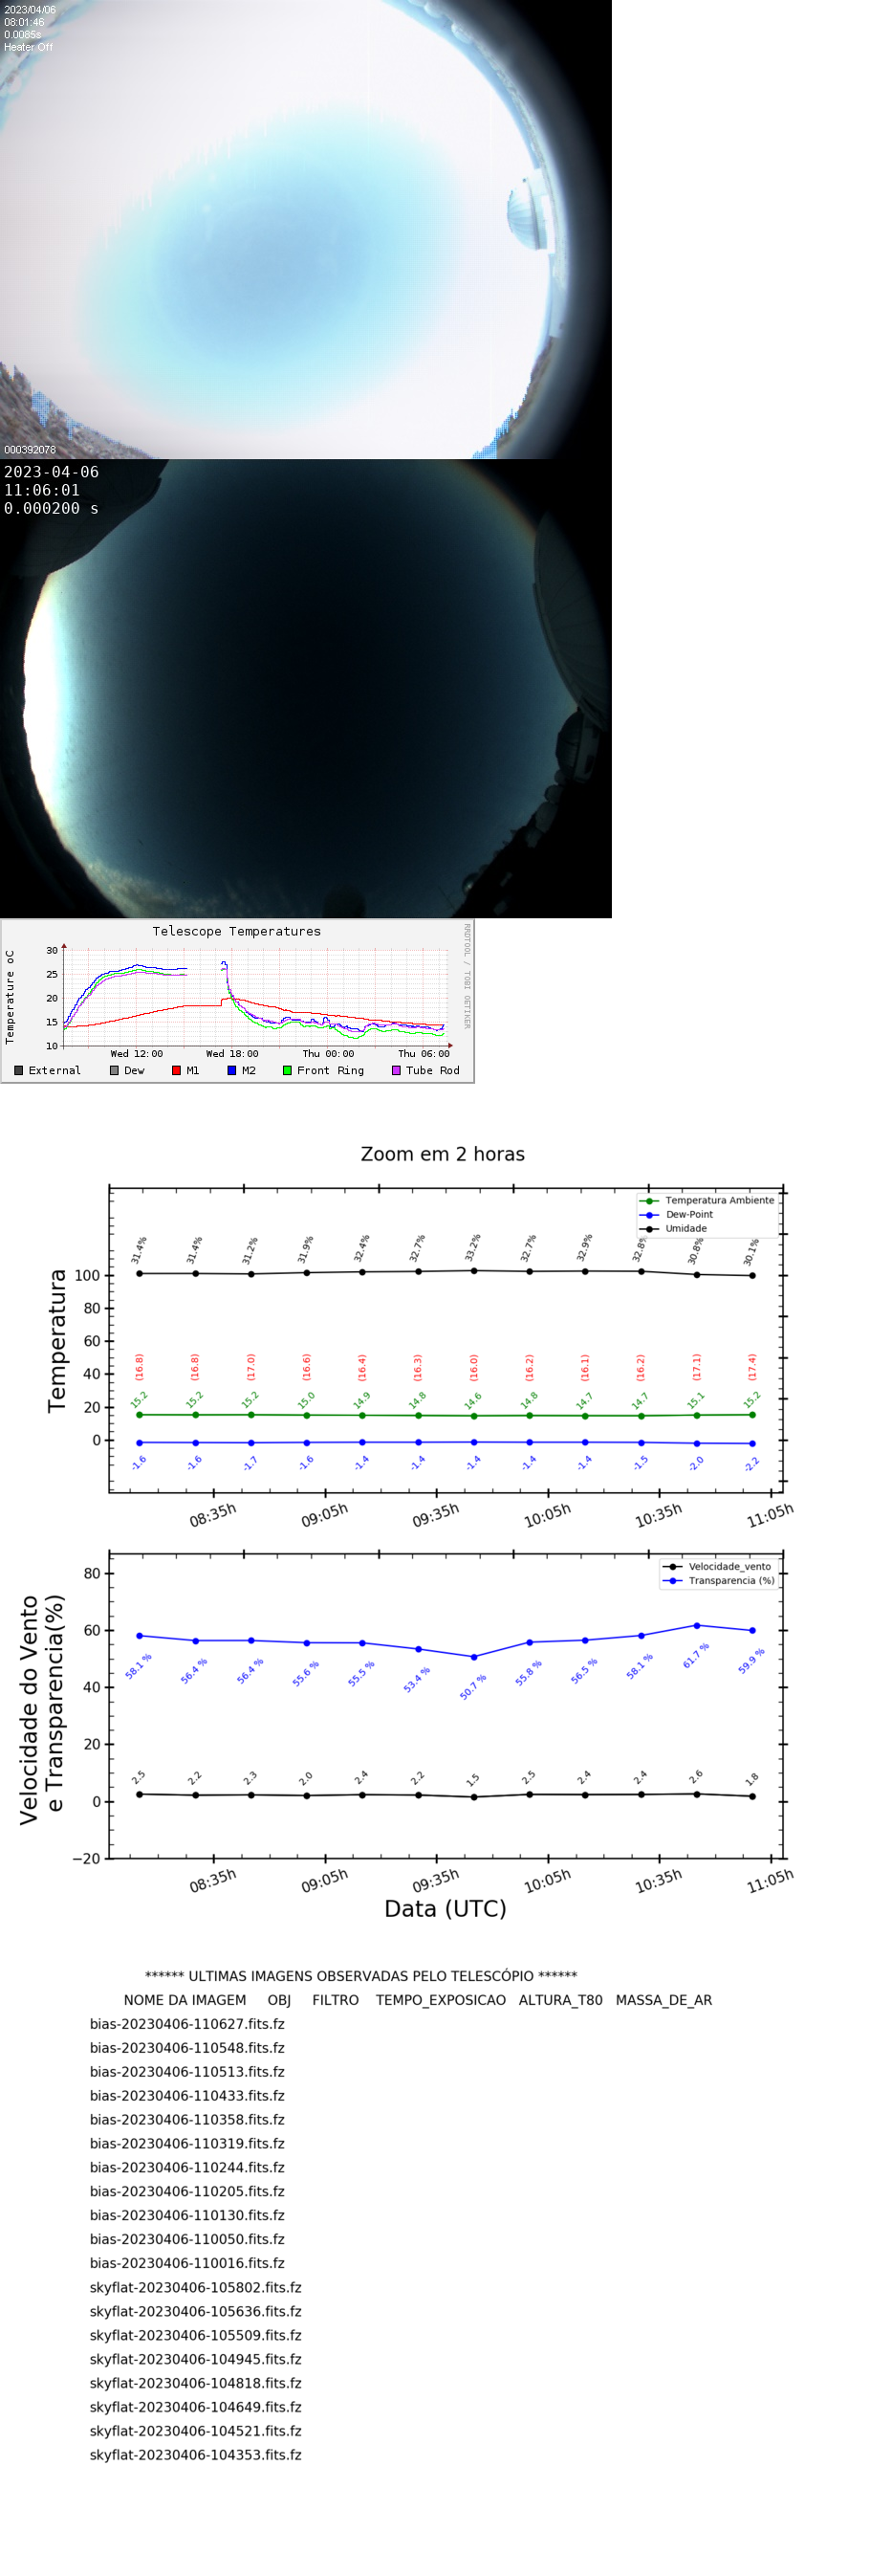 2023/04/06
08:01:46
0.0085s
Heater Off
000392078
2023-04-06
11:06:01
0.000200 s
Telescope Temperatures
RRDTOOL / TOBI OETIKER
Temperature oC
30
25
20
15
10
Wed 12:00 Wed 18:00 Thu 00:00 Thu 06:00
External Dew M1 M2 Front Ring Tube Rod
Zoom em 2 horas
Temperatura Ambiente
Dew-Point
Umidade
31.4% 31.4% 31.2% 31.9% 32.4% 32.7% 33.2% 32.7% 32.9% 32.8% 30.8% 30.1%
Temperatura
100
80
60
40
20
0
(16.8) (16.8) (17.0) (16.6) (16.4) (16.3) (16.0) (16.2) (16.1) (16.2) (17.1) (17.4)
15.2 15.2 15.2 15.0 14.9 14.8 14.6 14.8 14.7 14.7 15.1 15.2
-1.6 -1.6 -1.7 -1.6 -1.4 -1.4 -1.4 -1.4 -1.4 -1.5 -2.0 -2.2
08:35h 09:05h 09:35h 10:05h 10:35h 11:05h
Velocidade_vento
Transparencia (%)
Velocidade do Vento
e Transparencia(%)
80
60
40
20
0
−20
58.1 % 56.4 % 56.4 % 55.6 % 55.5 % 53.4 % 50.7 % 55.8 % 56.5 % 58.1 % 61.7 % 59.9 %
2.5 2.2 2.3 2.0 2.4 2.2 1.5 2.5 2.4 2.4 2.6 1.8
08:35h 09:05h 09:35h 10:05h 10:35h 11:05h
Data (UTC)
****** ULTIMAS IMAGENS OBSERVADAS PELO TELESCÓPIO ******
NOME DA IMAGEM OBJ FILTRO TEMPO_EXPOSICAO ALTURA_T80 MASSA_DE_AR
bias-20230406-110627.fits.fz
bias-20230406-110548.fits.fz
bias-20230406-110513.fits.fz
bias-20230406-110433.fits.fz
bias-20230406-110358.fits.fz
bias-20230406-110319.fits.fz
bias-20230406-110244.fits.fz
bias-20230406-110205.fits.fz
bias-20230406-110130.fits.fz
bias-20230406-110050.fits.fz
bias-20230406-110016.fits.fz
skyflat-20230406-105802.fits.fz
skyflat-20230406-105636.fits.fz
skyflat-20230406-105509.fits.fz
skyflat-20230406-104945.fits.fz
skyflat-20230406-104818.fits.fz
skyflat-20230406-104649.fits.fz
skyflat-20230406-104521.fits.fz
skyflat-20230406-104353.fits.fz